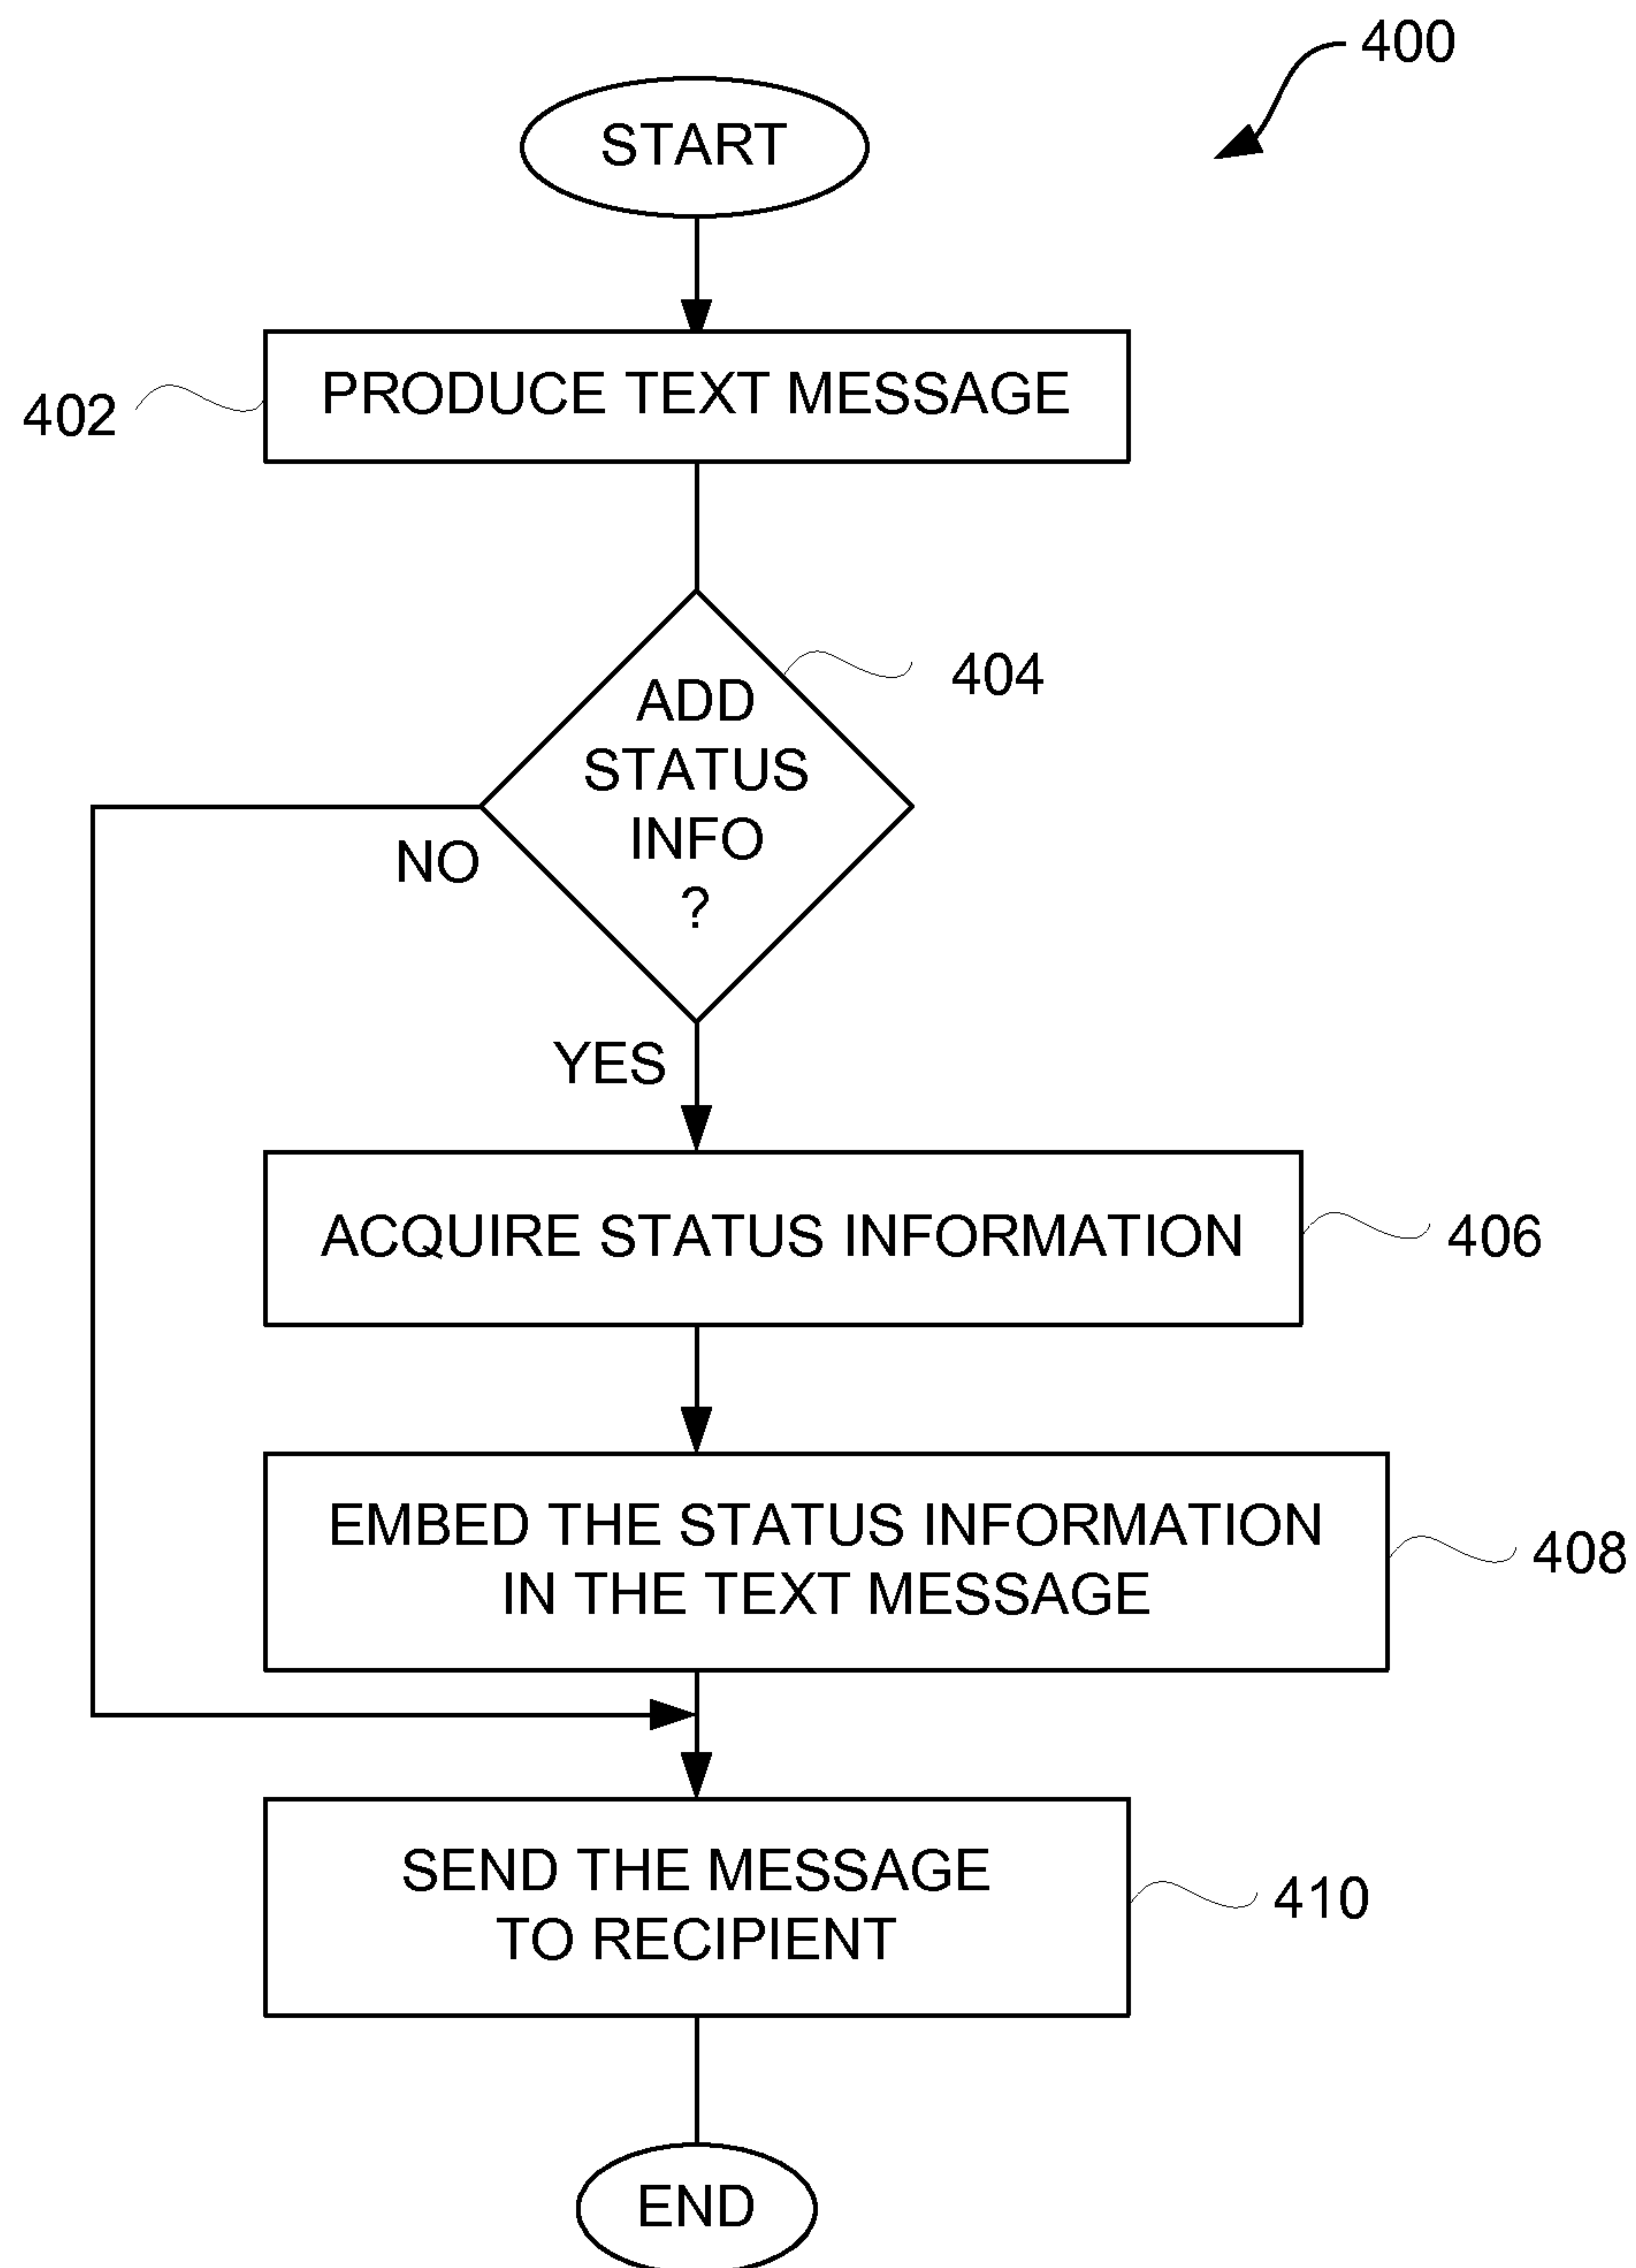 400
START
PRODUCE TEXT MESSAGE
402
404
ADD
STATUS
INFO
?
NO
YES
ACQUIRE STATUS INFORMATION
406
EMBED THE STATUS INFORMATION
IN THE TEXT MESSAGE
408
SEND THE MESSAGE
TO RECIPIENT
410
END